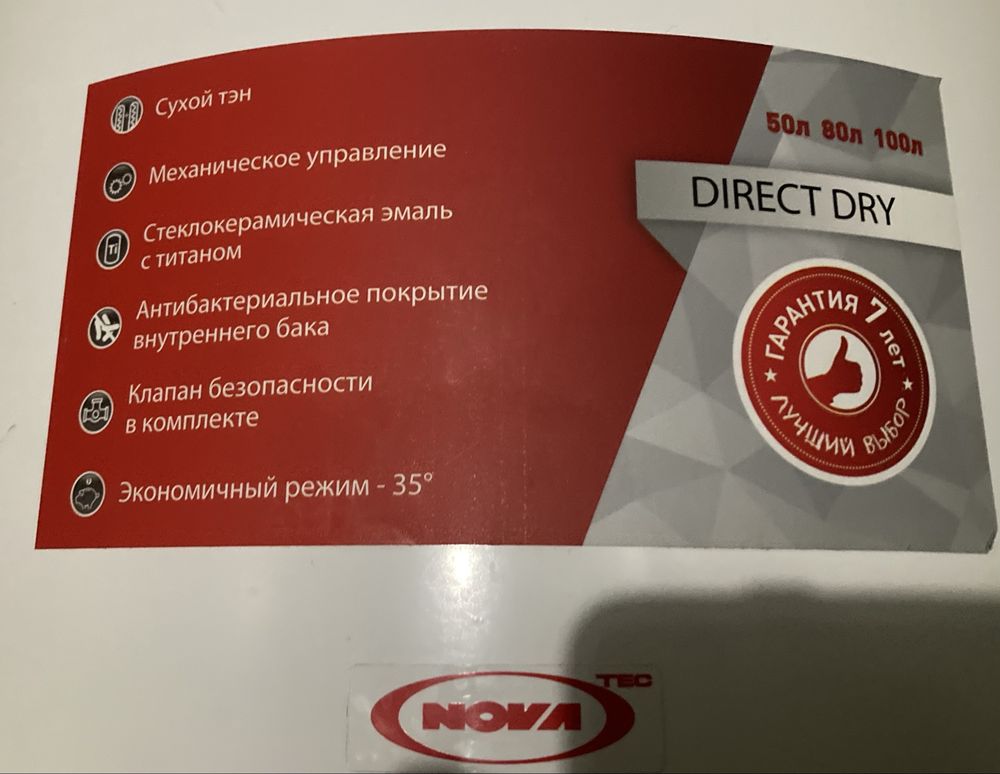 Сухой тэн
Механическое управление
Стеклокерамическая эмаль
с титаном
Ti
Антибактериальное покрытие
внутреннего бака
Клапан безопасности
в комплекте
Экономичный режим - 35°
50л 80л 100л
DIRECT DRY
ГАРАНТИЯ 7 лет
ЛУЧШИЙ ВЫБОР
NOVA TEC